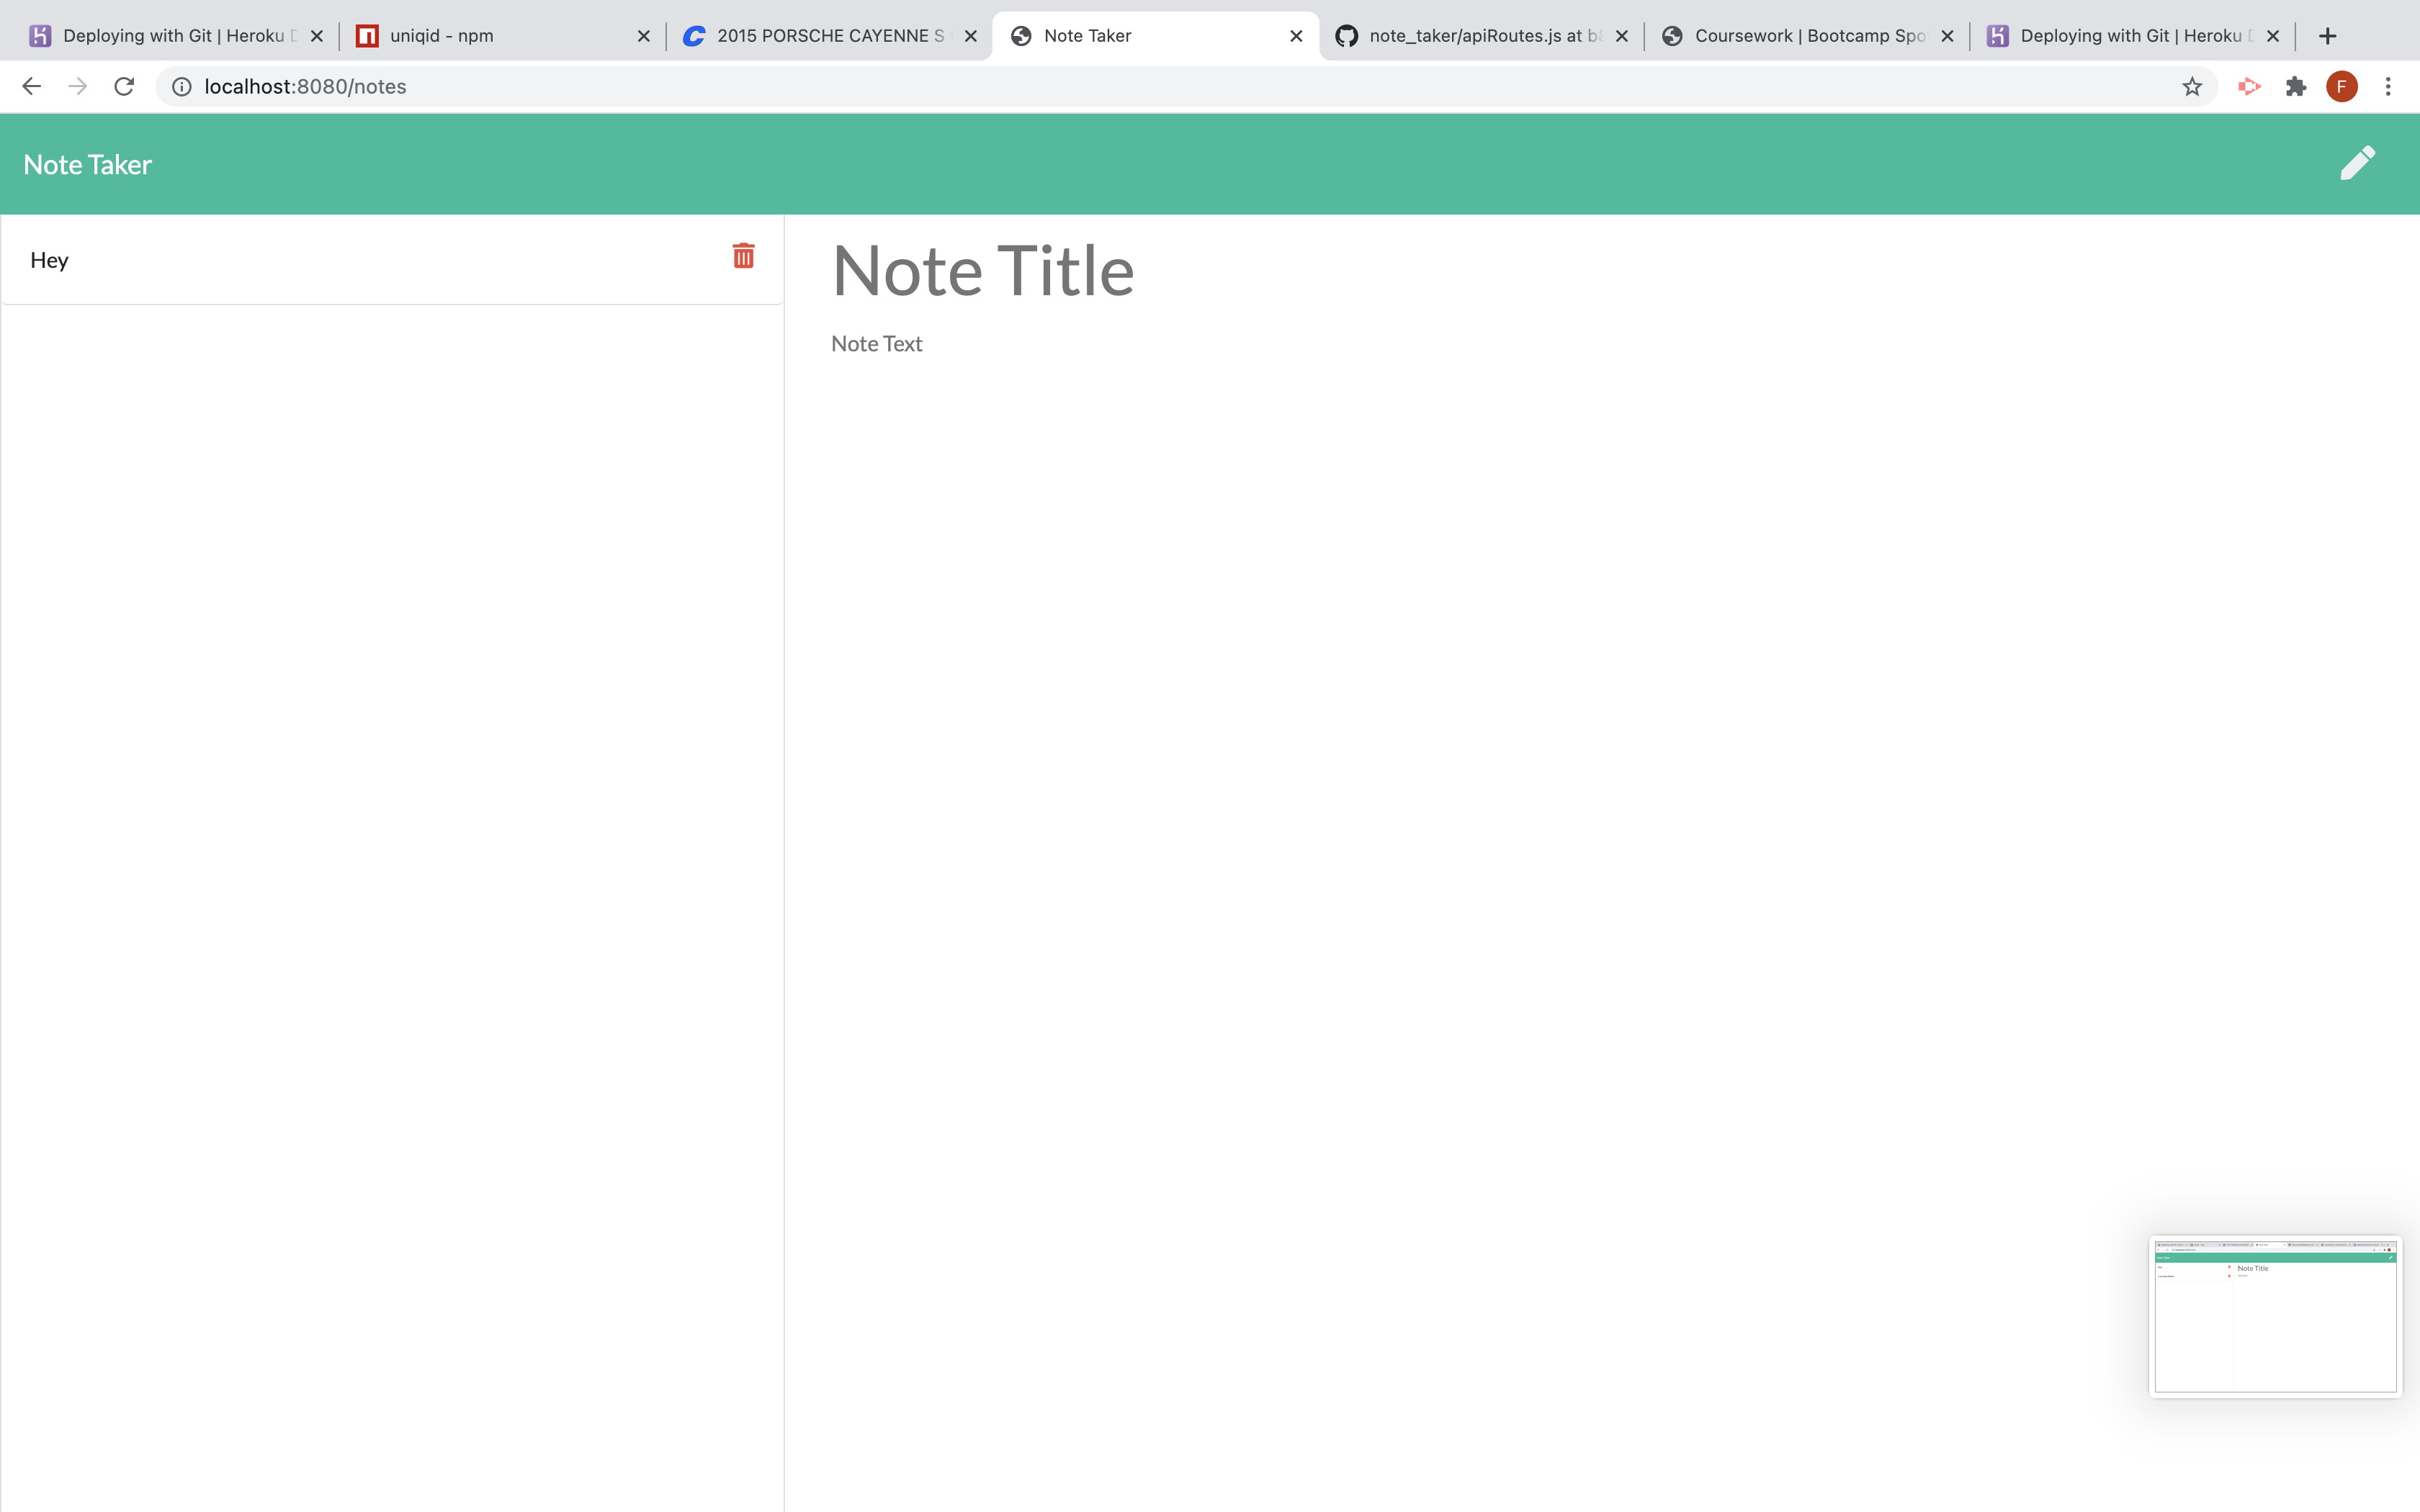 Deploying with Git | Heroku D
uniqid - npm
2015 PORSCHE CAYENNE S
Note Taker
note_taker/apiRoutes.js at b8
Coursework | Bootcamp Spo
Deploying with Git | Heroku D
localhost:8080/notes
F
Note Taker
Hey
Note Title
Note Text
Note Title